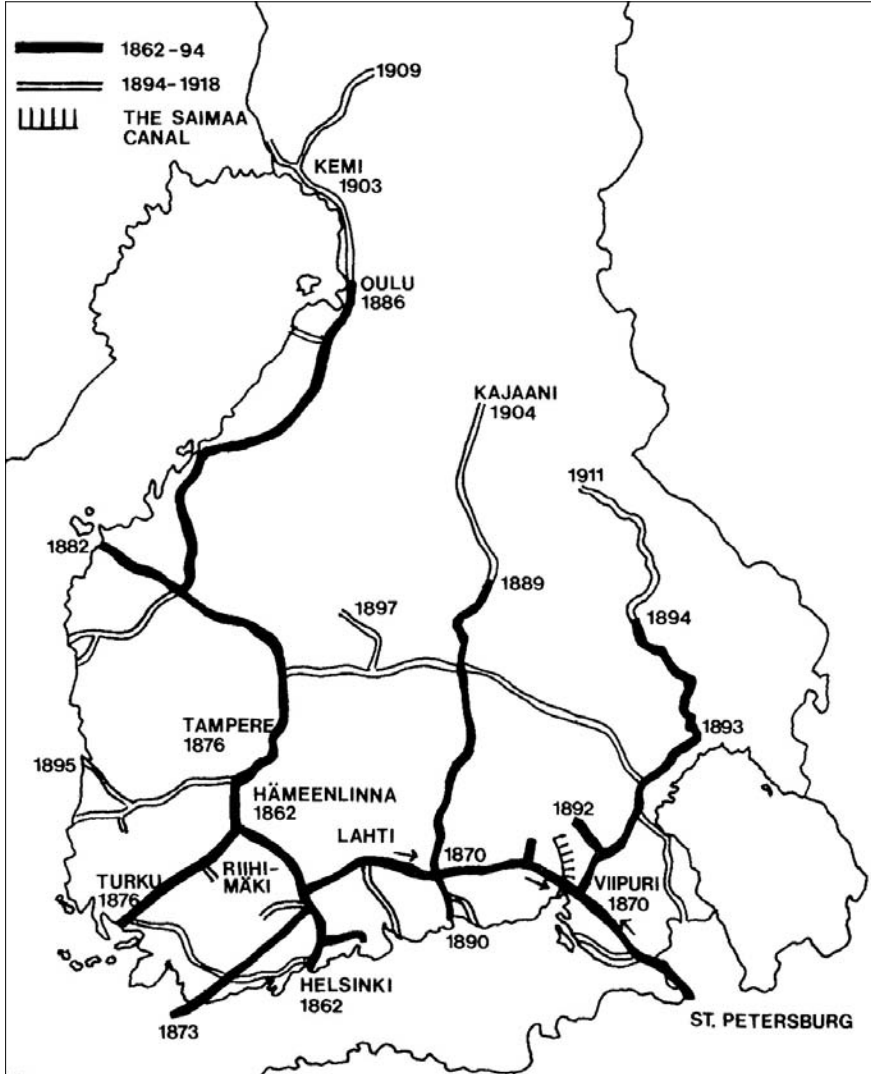 1862-94
1894-1918
THE SAIMAA
CANAL
1909
KEMI
1903
OULU
1886
KAJAANI
1904
1911
1882
1889
1897
1894
TAMPERE
1876
1893
1895
HÄMEENLINNA
1862
1892
LAHTI
1870
RIIHI-
MÄKI
TURKU
1876
VIIPURI
1870
1890
HELSINKI
1862
1873
ST. PETERSBURG